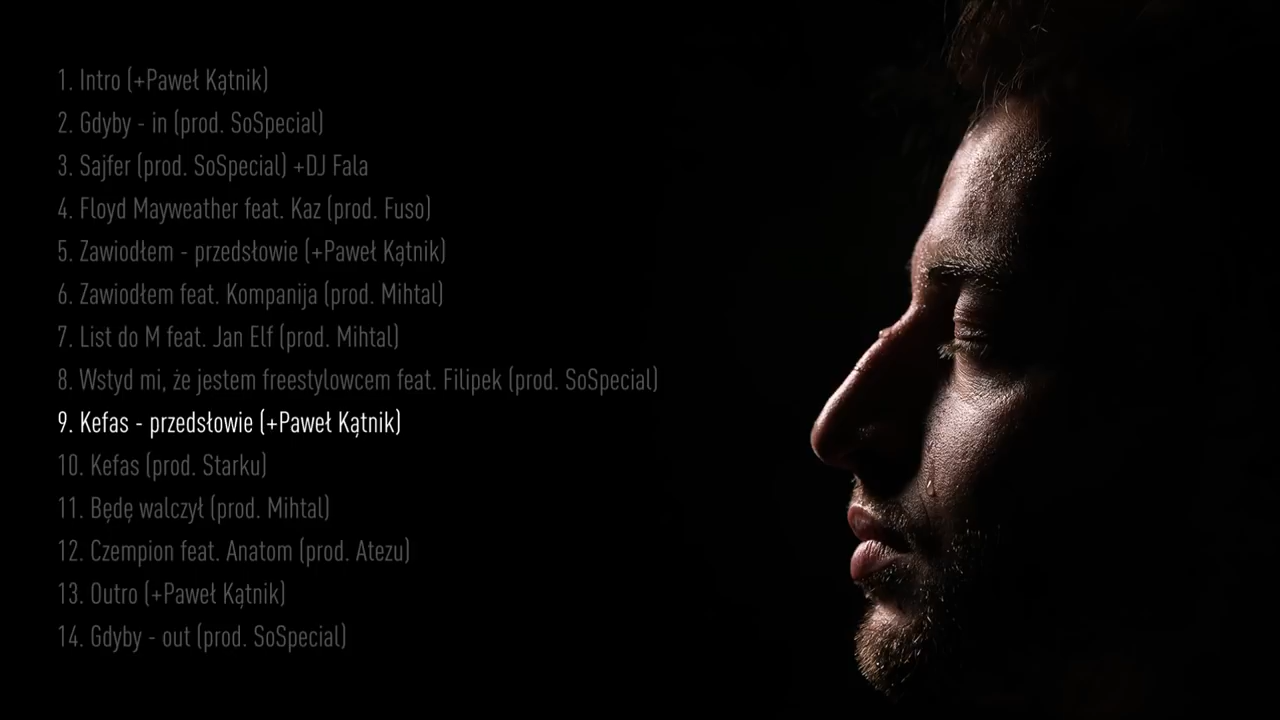 1. Intro (+Paweł Kątnik)
2. Gdyby - in (prod. SoSpecial)
3. Sajfer (prod. SoSpecial) +DJ Fala
4. Floyd Mayweather feat. Kaz (prod. Fuso)
5. Zawiodłem - przedsłowie (+Paweł Kątnik)
6. Zawiodłem feat. Kompanija (prod. Mihtal)
7. List do M feat. Jan Elf (prod. Mihtal)
8. Wstyd mi, że jestem freestylowcem feat. Filipek (prod. SoSpecial)
9. Kefas - przedsłowie (+Paweł Kątnik)
10. Kefas (prod. Starku)
11. Będę walczył (prod. Mihtal)
12. Czempion feat. Anatom (prod. Atezu)
13. Outro (+Paweł Kątnik)
14. Gdyby - out (prod. SoSpecial)